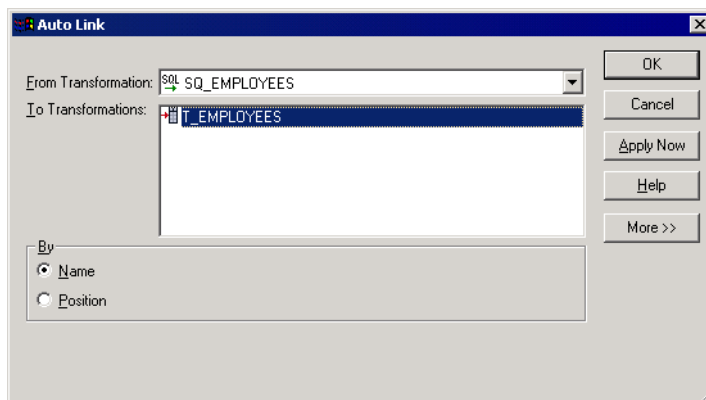 Auto Link
From Transformation: SQL SQ_EMPLOYEES
To Transformations: T_EMPLOYEES
OK
Cancel
Apply Now
Help
More >>
By
Name
Position